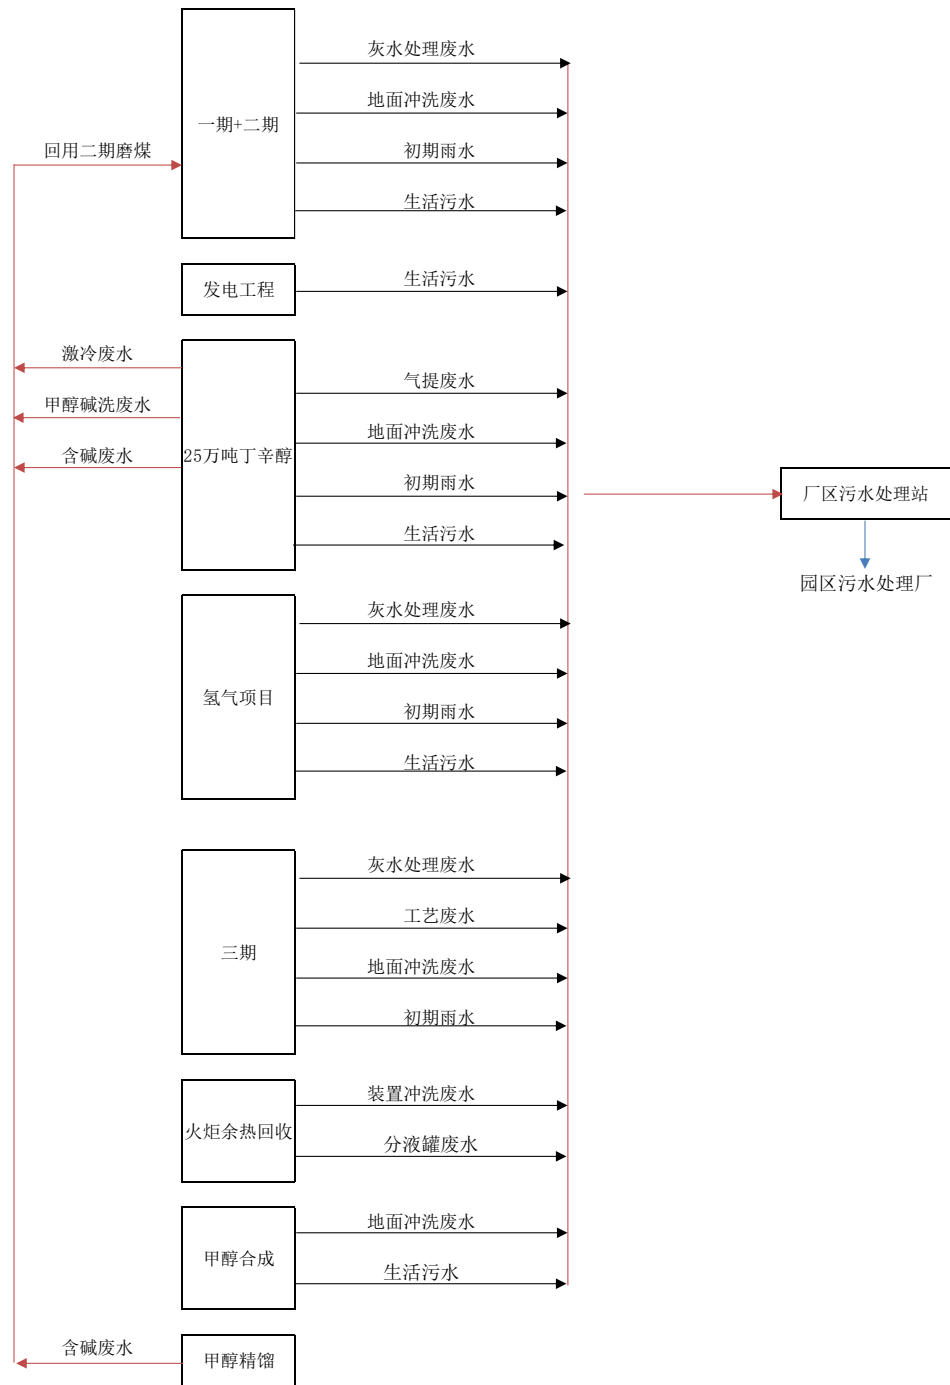 灰水处理废水
地面冲洗废水
一期+二期
回用二期磨煤
初期雨水
生活污水
发电工程
生活污水
激冷废水
甲醇碱洗废水
含碱废水
25万吨丁辛醇
气提废水
地面冲洗废水
初期雨水
生活污水
厂区污水处理站
园区污水处理厂
灰水处理废水
地面冲洗废水
氢气项目
初期雨水
生活污水
灰水处理废水
工艺废水
三期
地面冲洗废水
初期雨水
装置冲洗废水
火炬余热回收
分液罐废水
地面冲洗废水
甲醇合成
生活污水
含碱废水
甲醇精馏